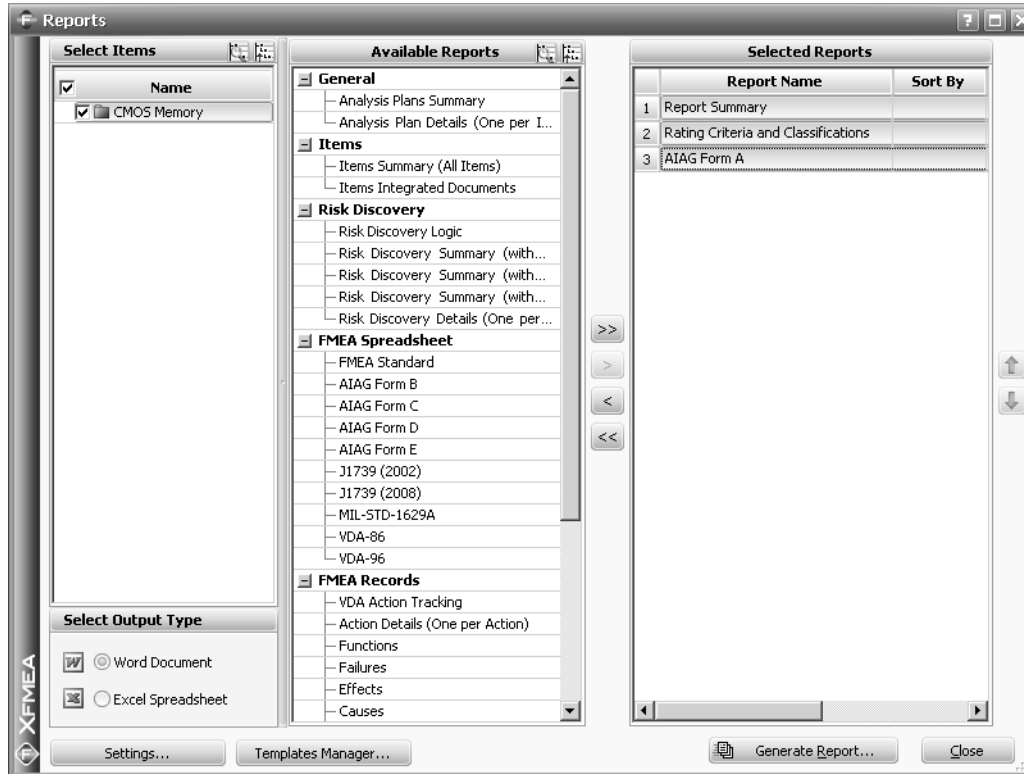 Reports
Select Items
Name
CMOS Memory
Select Output Type
Word Document
Excel Spreadsheet
XFMEA
Available Reports
General
Analysis Plans Summary
Analysis Plan Details (One per I...
Items
Items Summary (All Items)
Items Integrated Documents
Risk Discovery
Risk Discovery Logic
Risk Discovery Summary (with...
Risk Discovery Summary (with...
Risk Discovery Summary (with...
Risk Discovery Details (One per...
FMEA Spreadsheet
FMEA Standard
AIAG Form B
AIAG Form C
AIAG Form D
AIAG Form E
J1739 (2002)
J1739 (2008)
MIL-STD-1629A
VDA-86
VDA-96
FMEA Records
VDA Action Tracking
Action Details (One per Action)
Functions
Failures
Effects
Causes
>>
>
<
<<
Selected Reports
Report Name Sort By
1 Report Summary
2 Rating Criteria and Classifications
3 AIAG Form A
Settings...
Templates Manager...
Generate Report...
Close